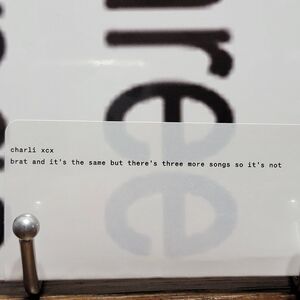 charli xcx
brat and it's the same but there's three more songs so it's not